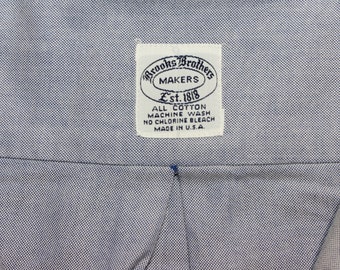 Brooks Brothers
MAKERS
Est. 1818
ALL COTTON
MACHINE WASH
NO CHLORINE BLEACH
MADE IN U.S.A.